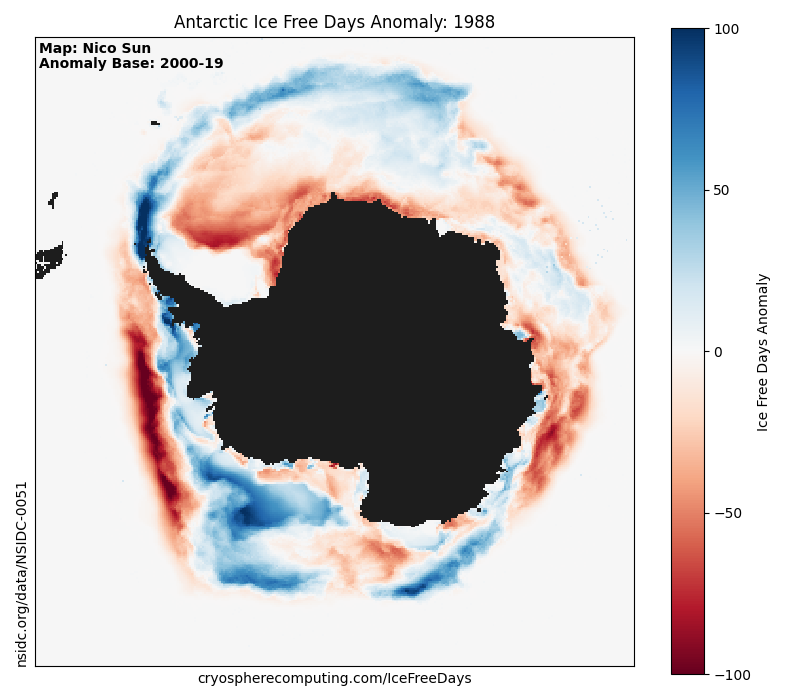 Antarctic Ice Free Days Anomaly: 1988
Map: Nico Sun
Anomaly Base: 2000-19
100
50
0
−50
−100
Ice Free Days Anomaly
nsidc.org/data/NSIDC-0051
cryospherecomputing.com/IceFreeDays